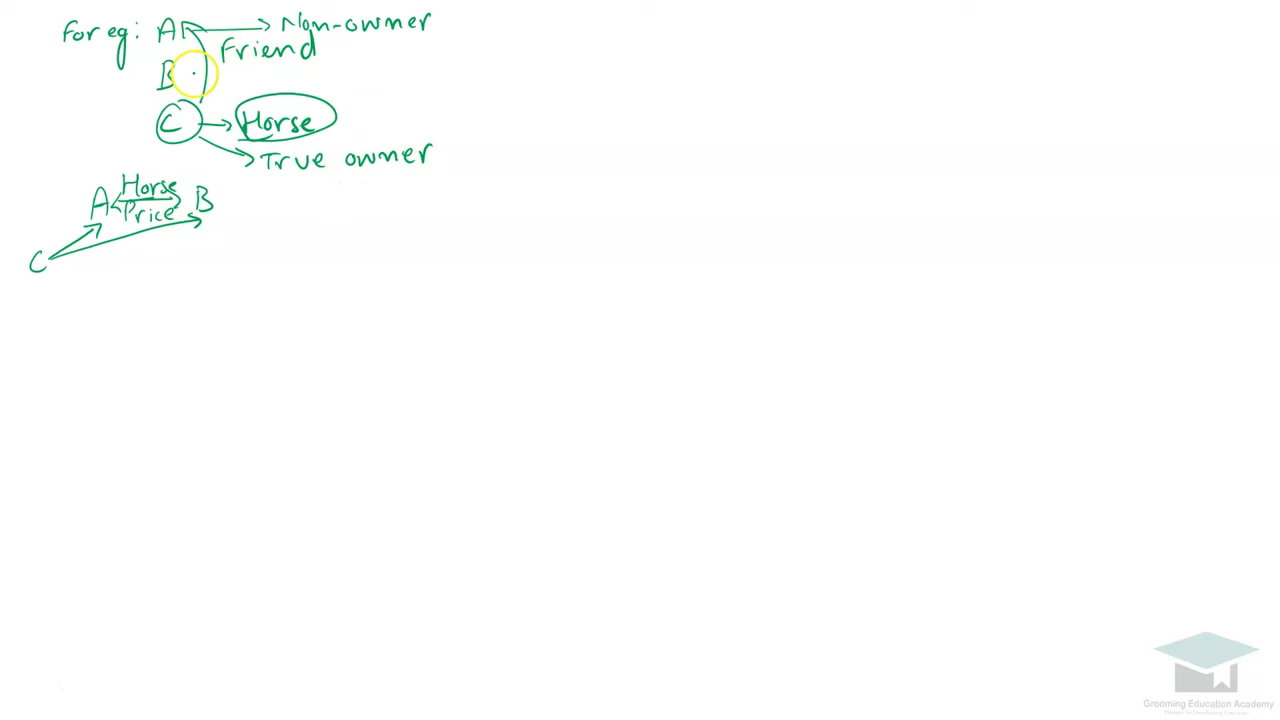 For eg: A → Non-owner
Friend
B
C → Horse
True owner
Horse
A B
Price
C
Grooming Education Academy